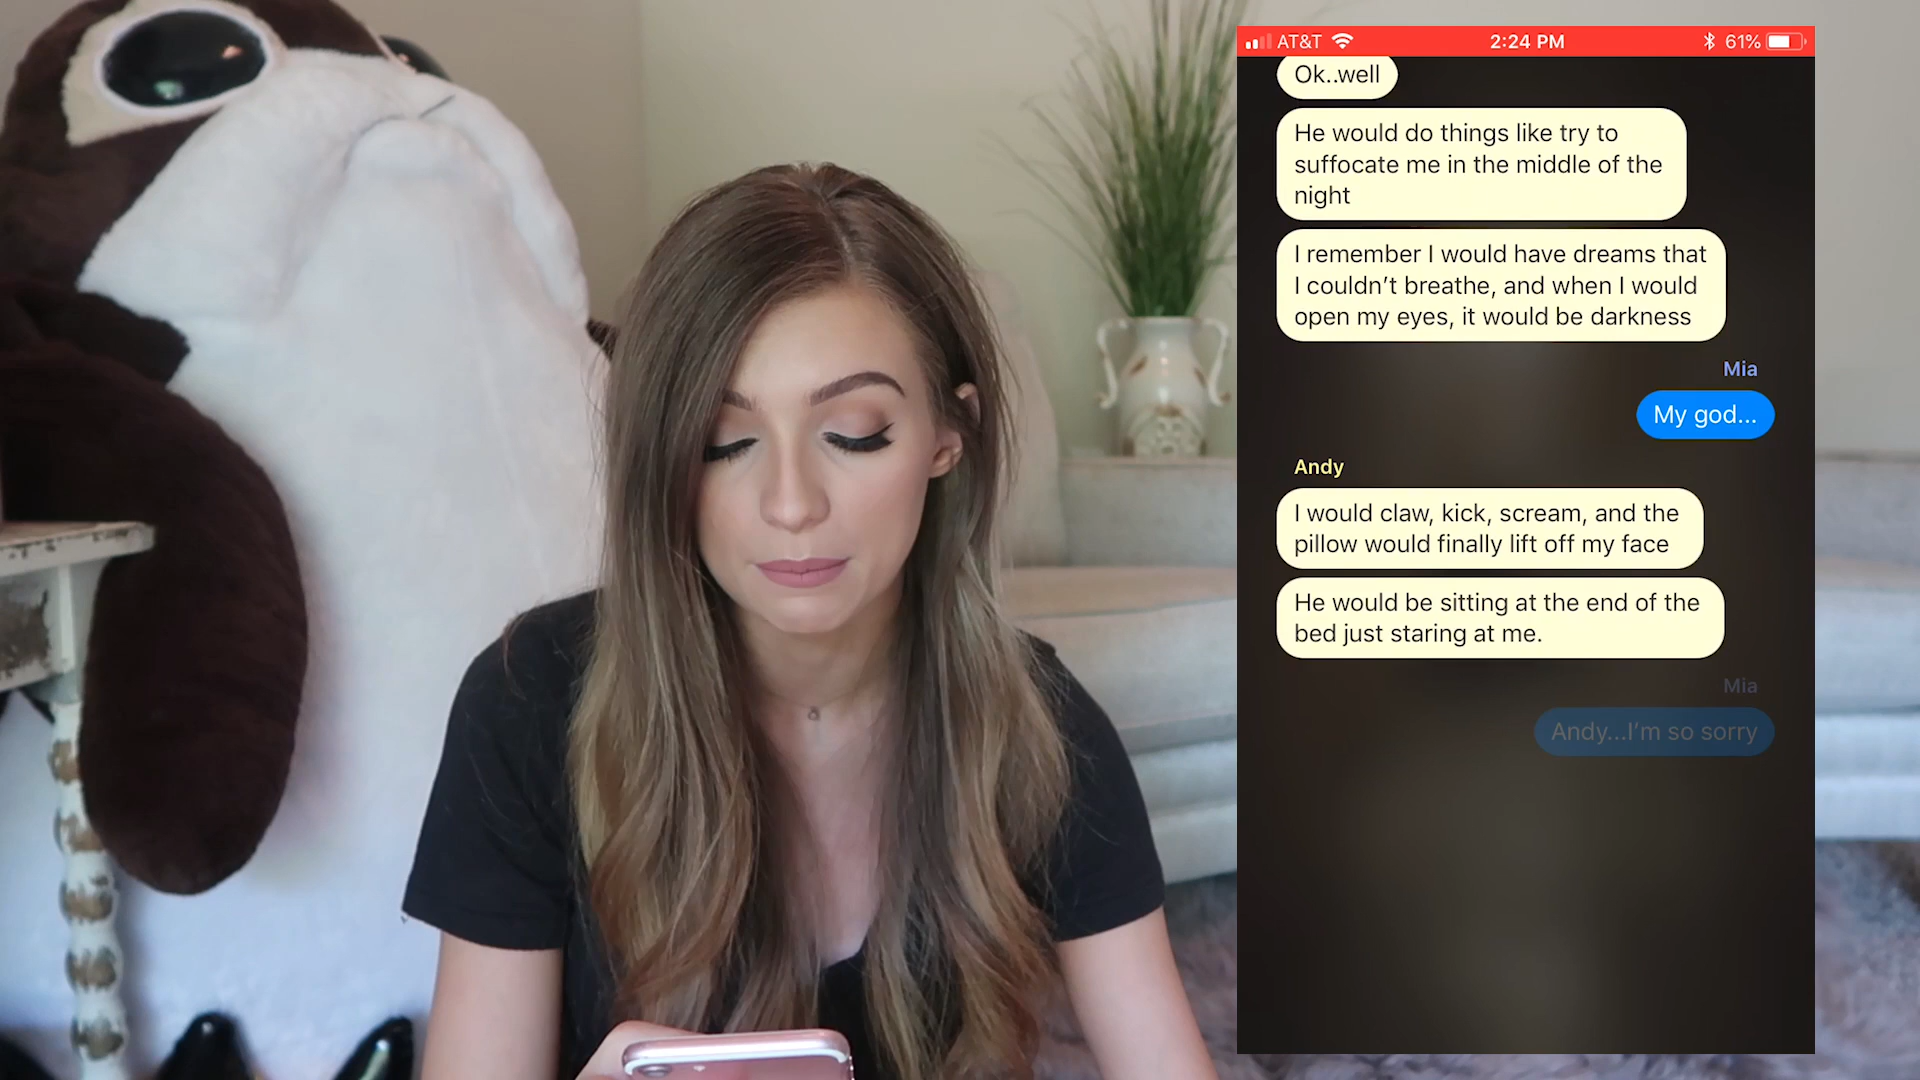 AT&T 2:24 PM 61%
Ok..well
He would do things like try to
suffocate me in the middle of the
night
I remember I would have dreams that
I couldn't breathe, and when I would
open my eyes, it would be darkness
Mia
My god...
Andy
I would claw, kick, scream, and the
pillow would finally lift off my face
He would be sitting at the end of the
bed just staring at me.
Mia
Andy...I'm so sorry